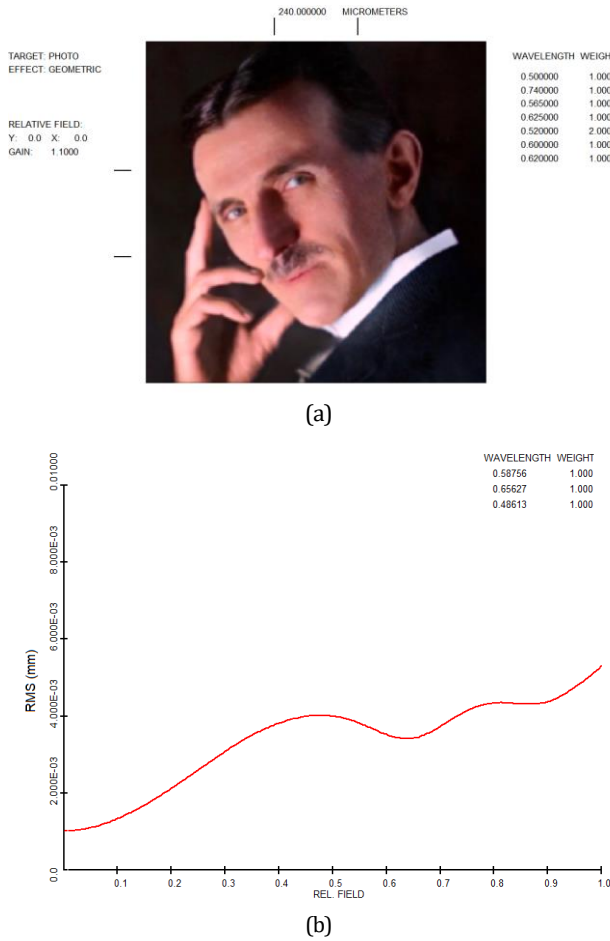 240.000000 MICROMETERS
TARGET: PHOTO
EFFECT: GEOMETRIC
RELATIVE FIELD:
Y: 0.0 X: 0.0
GAIN: 1.1000
WAVELENGTH WEIGH
0.500000 1.000
0.740000 1.000
0.565000 1.000
0.625000 1.000
0.520000 2.000
0.600000 1.000
0.620000 1.000
(a)
WAVELENGTH WEIGHT
0.58756 1.000
0.65627 1.000
0.48613 1.000
0.01000
8.000E-03
6.000E-03
4.000E-03
2.000E-03
0.0
RMS (mm)
0.1 0.2 0.3 0.4 0.5 0.6 0.7 0.8 0.9 1.0
REL. FIELD
(b)